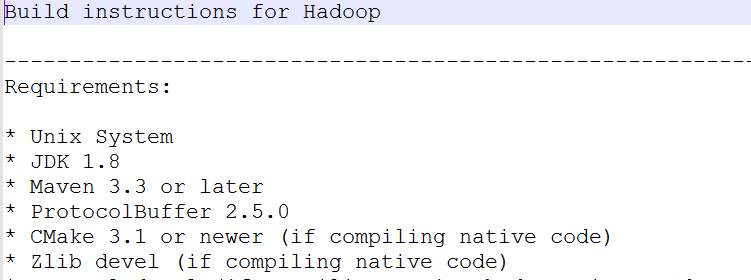 Build instructions for Hadoop
----------------------------------------------------------
Requirements:
* Unix System
* JDK 1.8
* Maven 3.3 or later
* ProtocolBuffer 2.5.0
* CMake 3.1 or newer (if compiling native code)
* Zlib devel (if compiling native code)